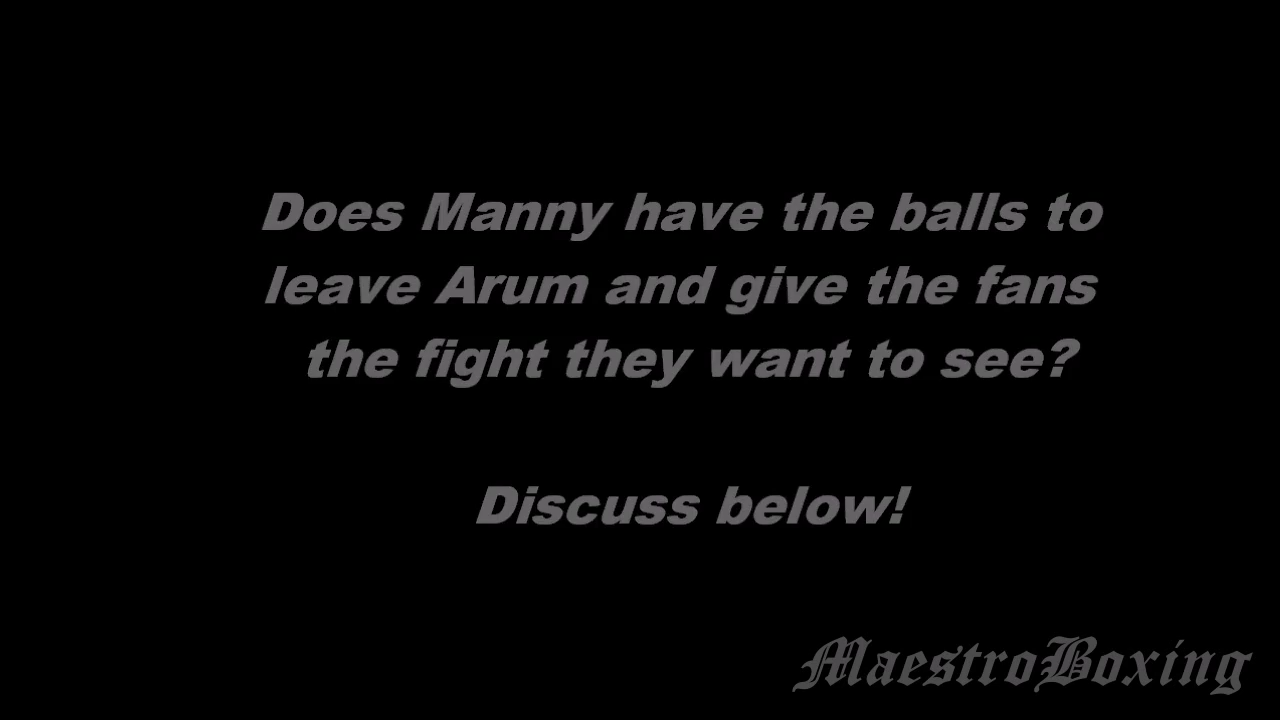 Does Manny have the balls to
leave Arum and give the fans
the fight they want to see?
Discuss below!
MaestroBoxing